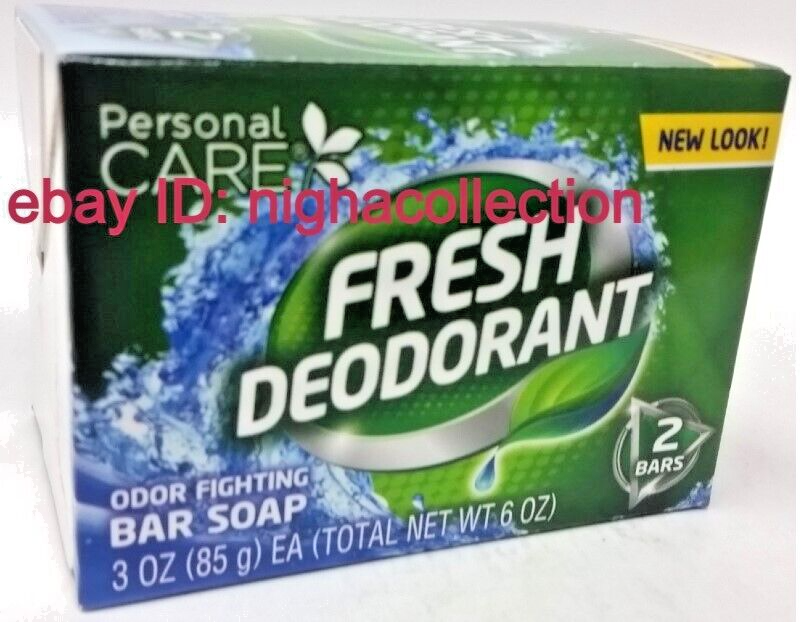 Personal
CARE®
NEW LOOK!
ebay ID: nighacollection
FRESH
DEODORANT
2
BARS
ODOR FIGHTING
BAR SOAP
3 OZ (85 g) EA (TOTAL NET WT 6 OZ)